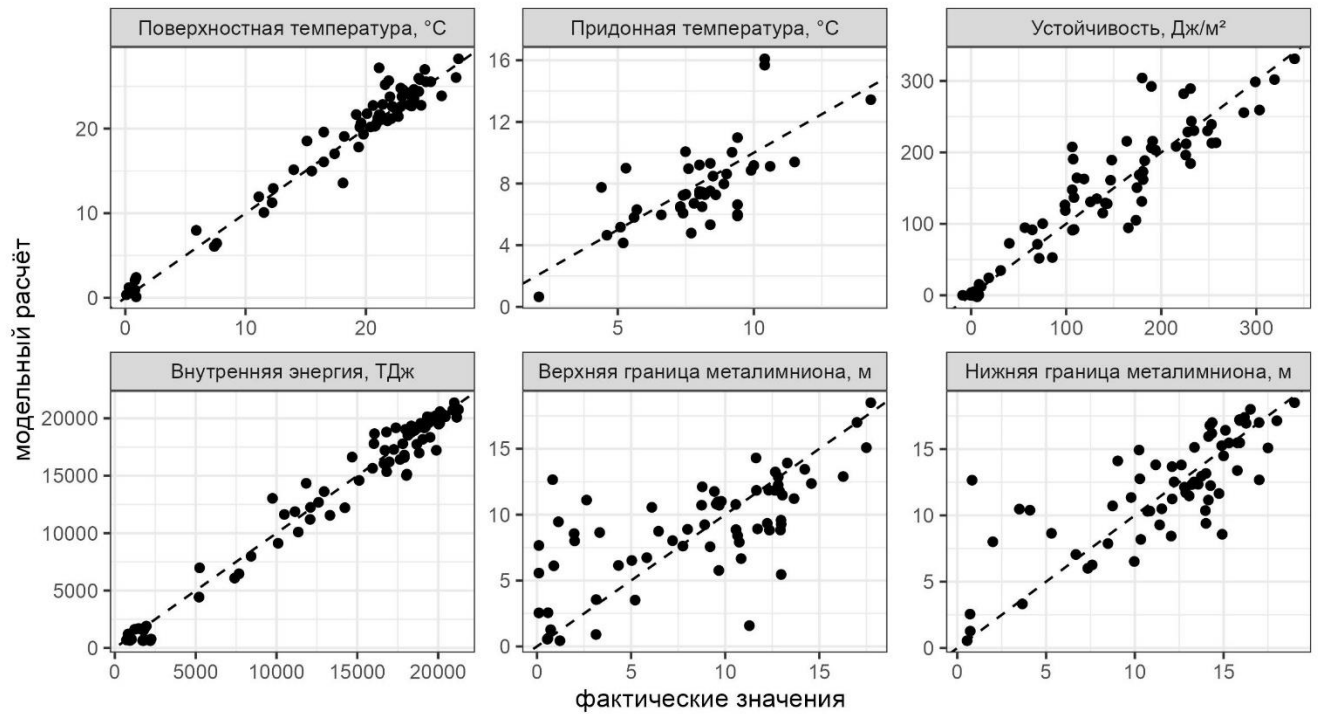 Поверхностная температура, °C
Придонная температура, °C
Устойчивость, Дж/м²
20
10
0
0 10 20
16
12
8
4
0
5 10
300
200
100
0
0 100 200 300
модельный расчёт
Внутренняя энергия, ТДж
Верхняя граница металимниона, м
Нижняя граница металимниона, м
20000
15000
10000
5000
0
0 5000 10000 15000 20000
15
10
5
0
0 5 10 15
15
10
5
0
0 5 10 15
фактические значения